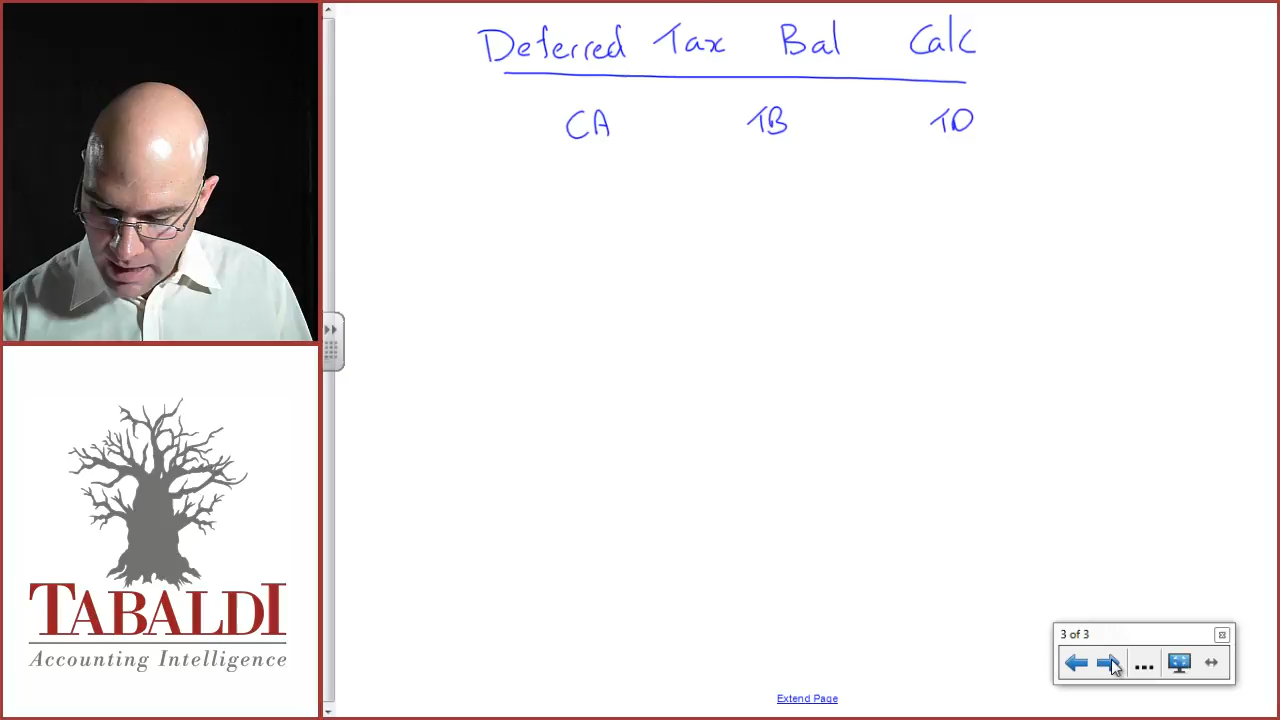 Deferred Tax Bal Calc
CA TB TD
TABALDI
Accounting Intelligence
3 of 3
...
Extend Page